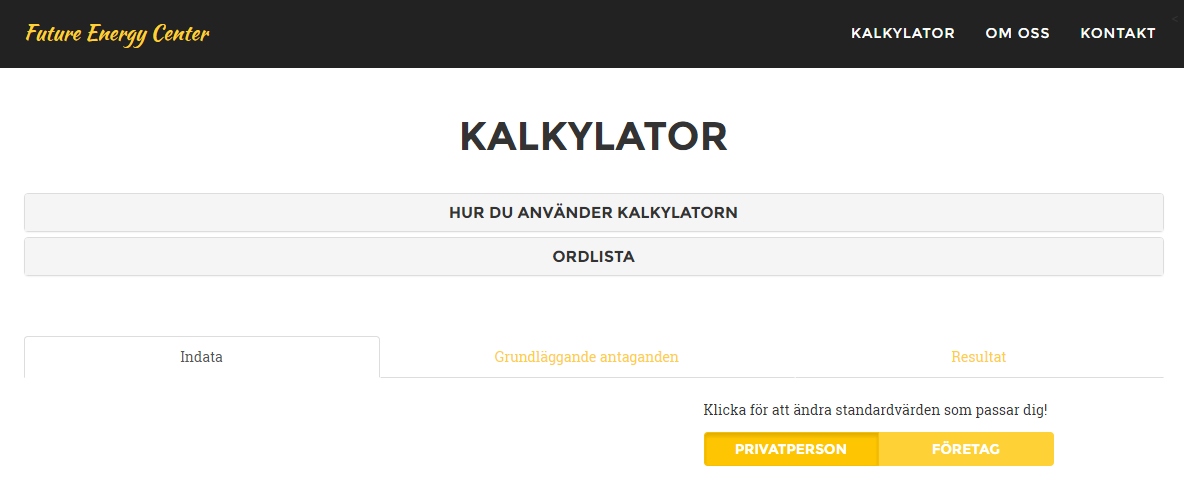 Future Energy Center
KALKYLATOR OM OSS KONTAKT
KALKYLATOR
HUR DU ANVÄNDER KALKYLATORN
ORDLISTA
Indata Grundläggande antaganden Resultat
Klicka för att ändra standardvärden som passar dig!
PRIVATPERSON FÖRETAG